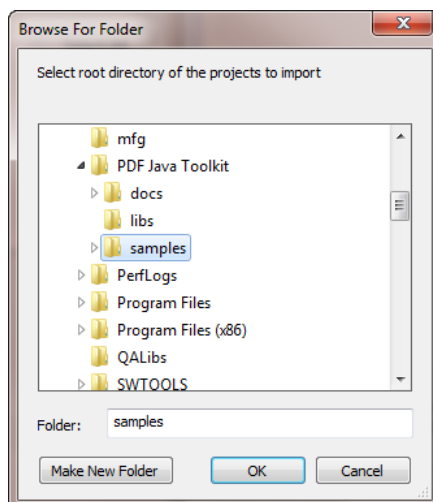 Browse For Folder
Select root directory of the projects to import
mfg
PDF Java Toolkit
docs
libs
samples
PerfLogs
Program Files
Program Files (x86)
QALibs
SWTOOLS
Folder: samples
Make New Folder OK Cancel